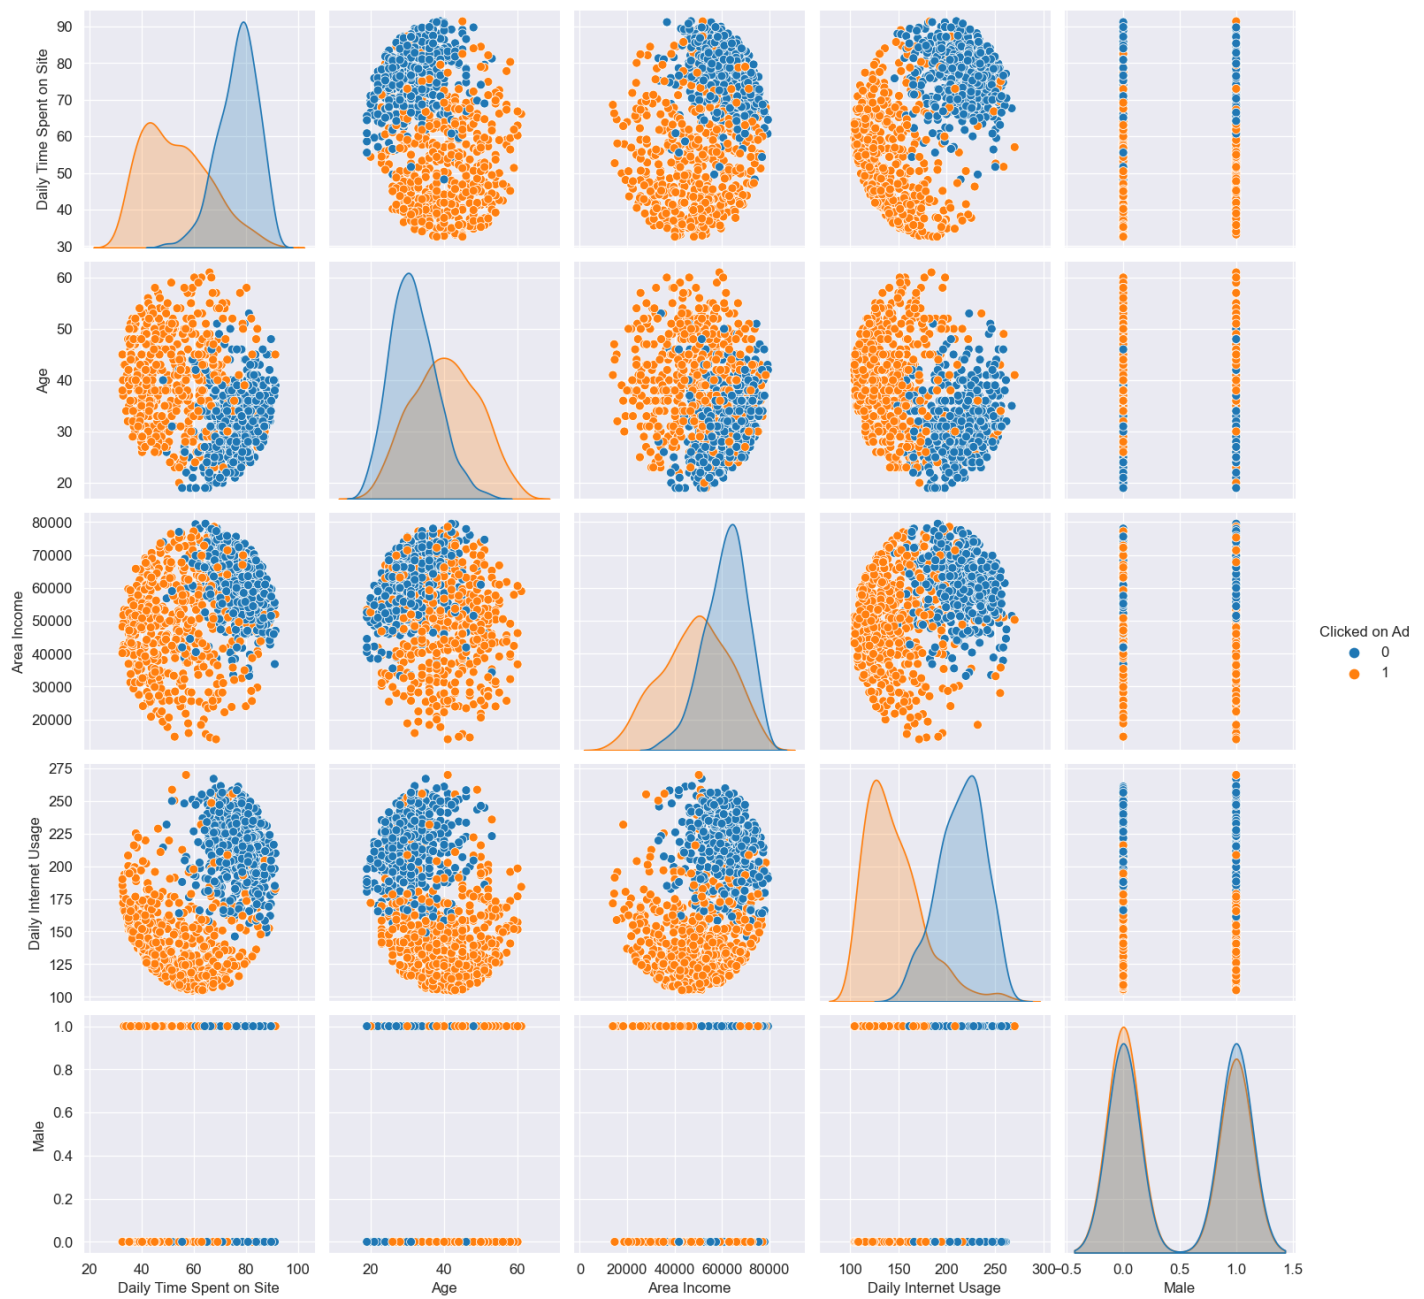 90
80
70
60
50
40
30
Daily Time Spent on Site
60
50
40
30
20
Age
80000
70000
60000
50000
40000
30000
20000
Area Income
Clicked on Ad
0
1
275
250
225
200
175
150
125
100
Daily Internet Usage
1.0
0.8
0.6
0.4
0.2
0.0
Male
20 40 60 80 100
20 40 60
0 20000 40000 60000 80000
100 150 200 250 300
−0.5 0.0 0.5 1.0 1.5
Daily Time Spent on Site
Age
Area Income
Daily Internet Usage
Male